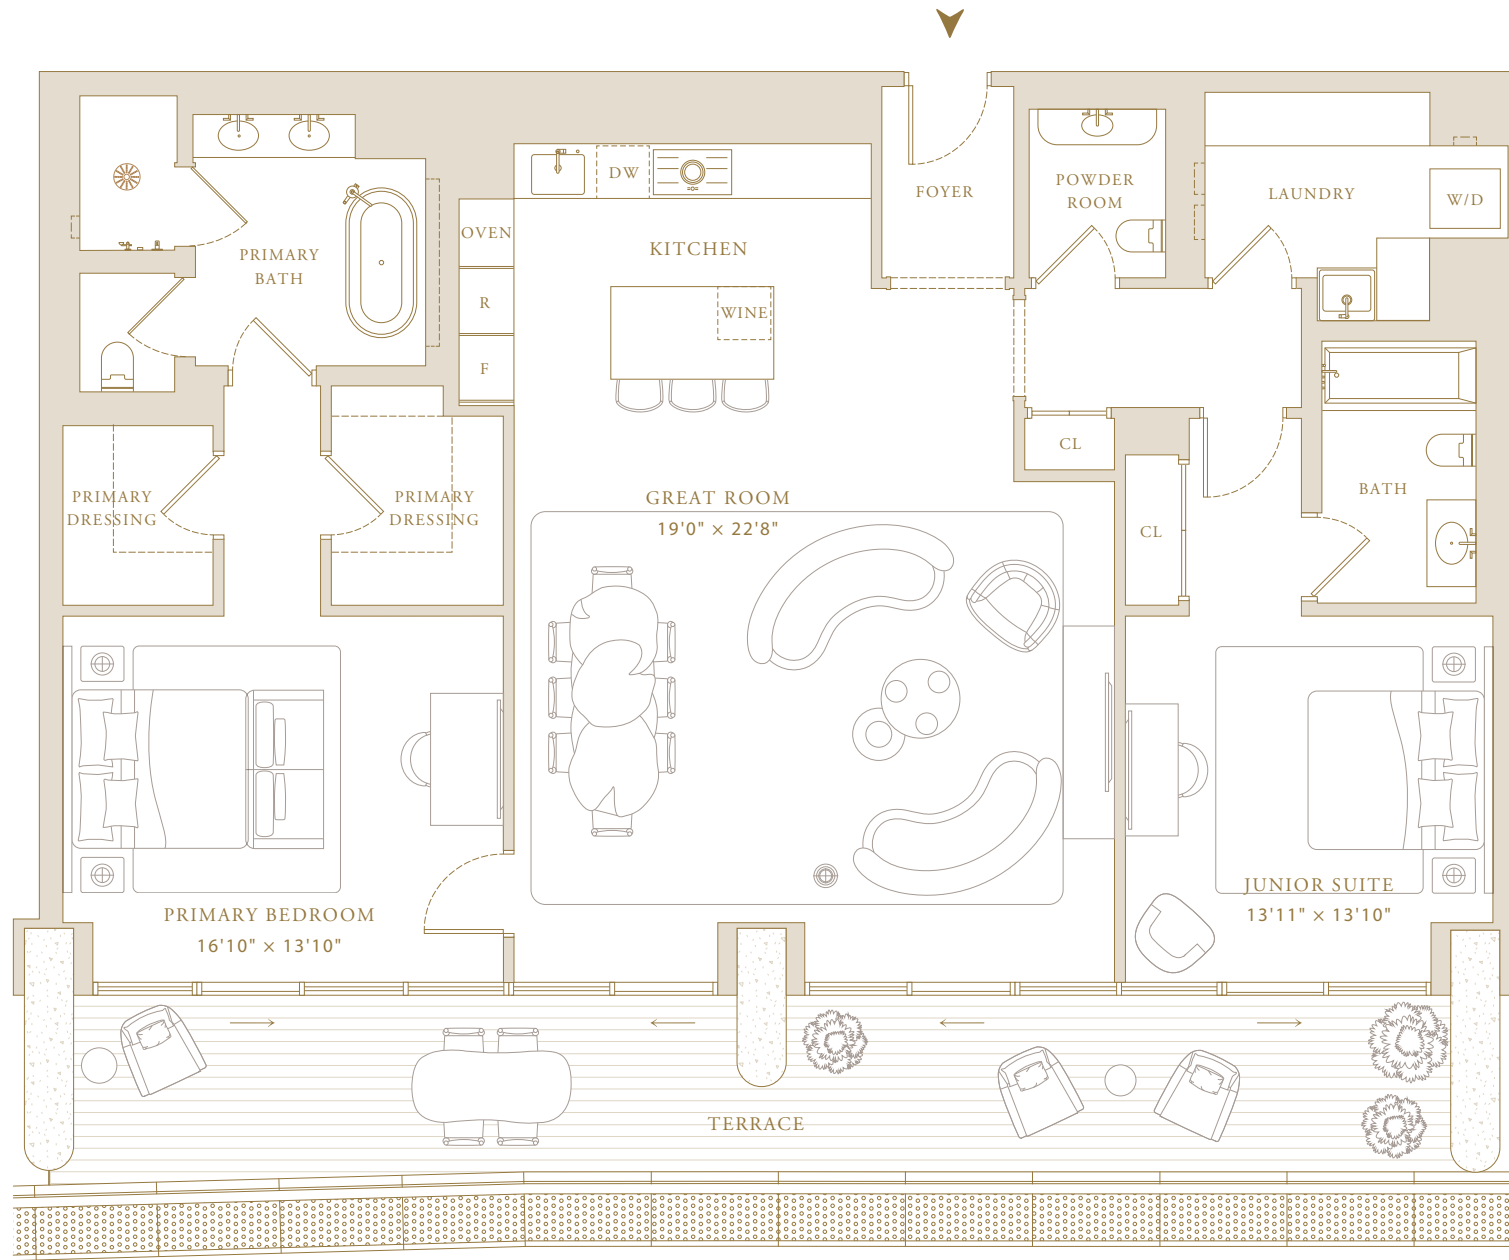 DW
FOYER
POWDER
ROOM
LAUNDRY
W/D
OVEN
KITCHEN
PRIMARY
BATH
R
WINE
F
CL
PRIMARY
DRESSING
PRIMARY
DRESSING
GREAT ROOM
19'0" × 22'8"
BATH
CL
PRIMARY BEDROOM
16'10" × 13'10"
JUNIOR SUITE
13'11" × 13'10"
TERRACE